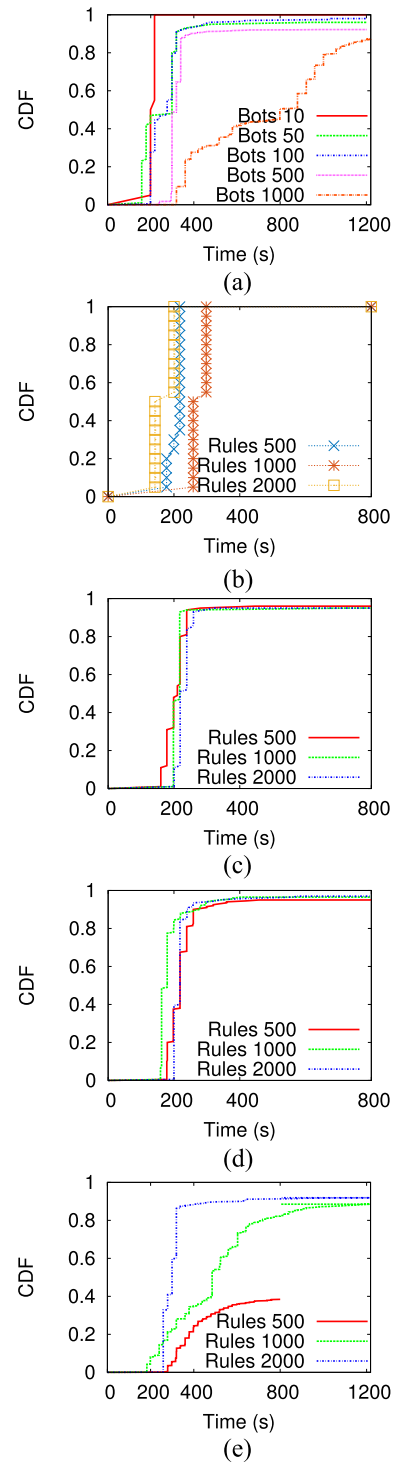 1
0.8
0.6
0.4
0.2
0
CDF
Bots 10
Bots 50
Bots 100
Bots 500
Bots 1000
0 200 400 800 1200
Time (s)
(a)
1
0.8
0.6
0.4
0.2
0
CDF
Rules 500
Rules 1000
Rules 2000
0 200 400 800
Time (s)
(b)
1
0.8
0.6
0.4
0.2
0
CDF
Rules 500
Rules 1000
Rules 2000
0 200 400 800
Time (s)
(c)
1
0.8
0.6
0.4
0.2
0
CDF
Rules 500
Rules 1000
Rules 2000
0 200 400 800
Time (s)
(d)
1
0.8
0.6
0.4
0.2
0
CDF
Rules 500
Rules 1000
Rules 2000
0 200 400 800 1200
Time (s)
(e)